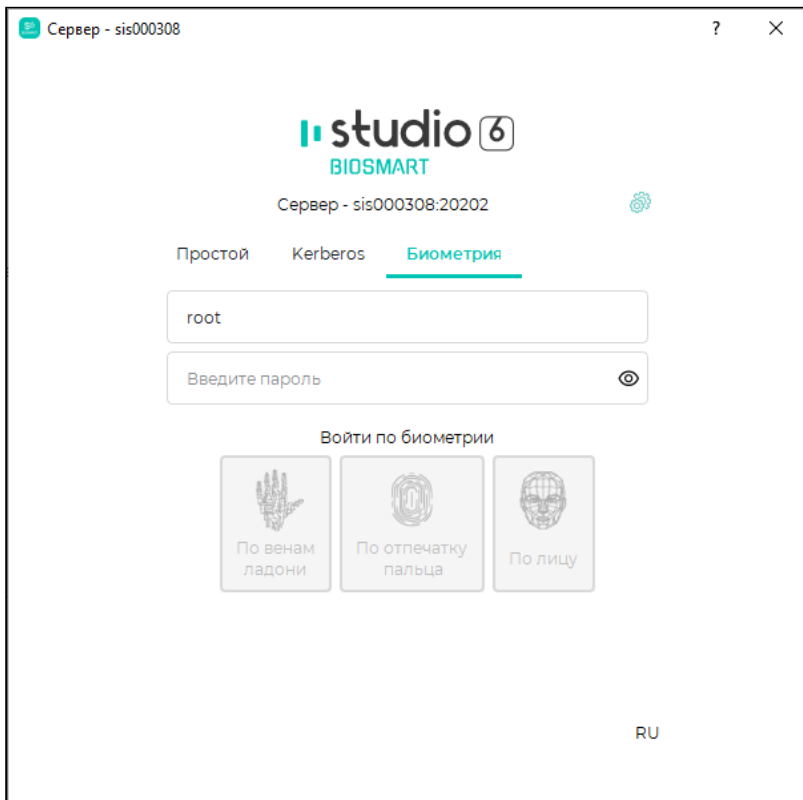 Сервер - sis000308
?
studio 6
BIOSMART
Сервер - sis000308:20202
Простой Kerberos Биометрия
root
Введите пароль
Войти по биометрии
По венам ладони
По отпечатку пальца
По лицу
RU